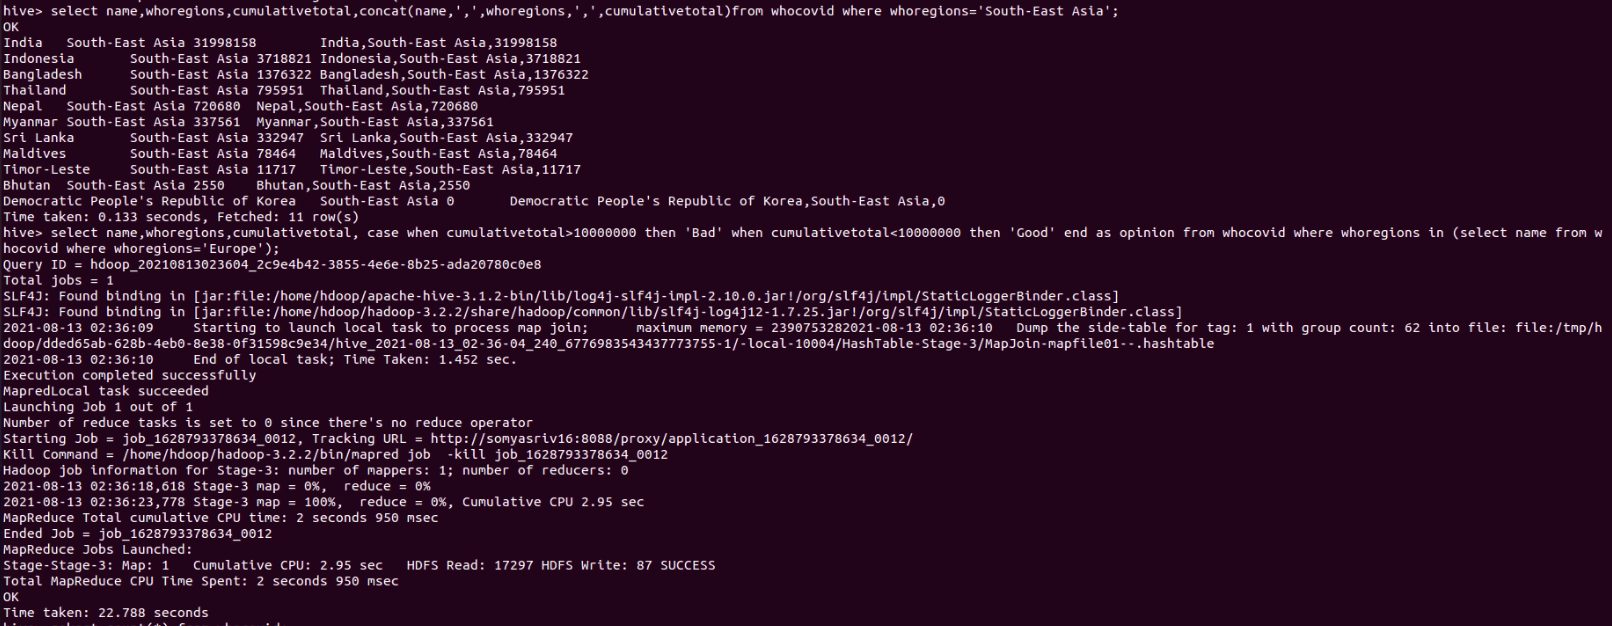 hive> select name,whoregions,cumulativetotal,concat(name,',',whoregions,',',cumulativetotal)from whocovid where whoregions='South-East Asia';
OK
India South-East Asia 31998158 India,South-East Asia,31998158
Indonesia South-East Asia 3718821 Indonesia,South-East Asia,3718821
Bangladesh South-East Asia 1376322 Bangladesh,South-East Asia,1376322
Thailand South-East Asia 795951 Thailand,South-East Asia,795951
Nepal South-East Asia 720680 Nepal,South-East Asia,720680
Myanmar South-East Asia 337561 Myanmar,South-East Asia,337561
Sri Lanka South-East Asia 332947 Sri Lanka,South-East Asia,332947
Maldives South-East Asia 78464 Maldives,South-East Asia,78464
Timor-Leste South-East Asia 11717 Timor-Leste,South-East Asia,11717
Bhutan South-East Asia 2550 Bhutan,South-East Asia,2550
Democratic People's Republic of Korea South-East Asia 0 Democratic People's Republic of Korea,South-East Asia,0
Time taken: 0.133 seconds, Fetched: 11 row(s)
hive> select name,whoregions,cumulativetotal, case when cumulativetotal>10000000 then 'Bad' when cumulativetotal<10000000 then 'Good' end as opinion from whocovid where whoregions in (select name from w
hocovid where whoregions='Europe');
Query ID = hdoop_20210813023604_2c9e4b42-3855-4e6e-8b25-ada20780c0e8
Total jobs = 1
SLF4J: Found binding in [jar:file:/home/hdoop/apache-hive-3.1.2-bin/lib/log4j-slf4j-impl-2.10.0.jar!/org/slf4j/impl/StaticLoggerBinder.class]
SLF4J: Found binding in [jar:file:/home/hdoop/hadoop-3.2.2/share/hadoop/common/lib/slf4j-log4j12-1.7.25.jar!/org/slf4j/impl/StaticLoggerBinder.class]
2021-08-13 02:36:09 Starting to launch local task to process map join; maximum memory = 2390753282021-08-13 02:36:10 Dump the side-table for tag: 1 with group count: 62 into file: file:/tmp/h
doop/dded65ab-628b-4eb0-8e38-0f31598c9e34/hive_2021-08-13_02-36-04_240_6776983543437773755-1/-local-10004/HashTable-Stage-3/MapJoin-mapfile01--.hashtable
2021-08-13 02:36:10 End of local task; Time Taken: 1.452 sec.
Execution completed successfully
MapredLocal task succeeded
Launching Job 1 out of 1
Number of reduce tasks is set to 0 since there's no reduce operator
Starting Job = job_1628793378634_0012, Tracking URL = http://somyasriv16:8088/proxy/application_1628793378634_0012/
Kill Command = /home/hdoop/hadoop-3.2.2/bin/mapred job -kill job_1628793378634_0012
Hadoop job information for Stage-3: number of mappers: 1; number of reducers: 0
2021-08-13 02:36:18,618 Stage-3 map = 0%, reduce = 0%
2021-08-13 02:36:23,778 Stage-3 map = 100%, reduce = 0%, Cumulative CPU 2.95 sec
MapReduce Total cumulative CPU time: 2 seconds 950 msec
Ended Job = job_1628793378634_0012
MapReduce Jobs Launched:
Stage-Stage-3: Map: 1 Cumulative CPU: 2.95 sec HDFS Read: 17297 HDFS Write: 87 SUCCESS
Total MapReduce CPU Time Spent: 2 seconds 950 msec
OK
Time taken: 22.788 seconds